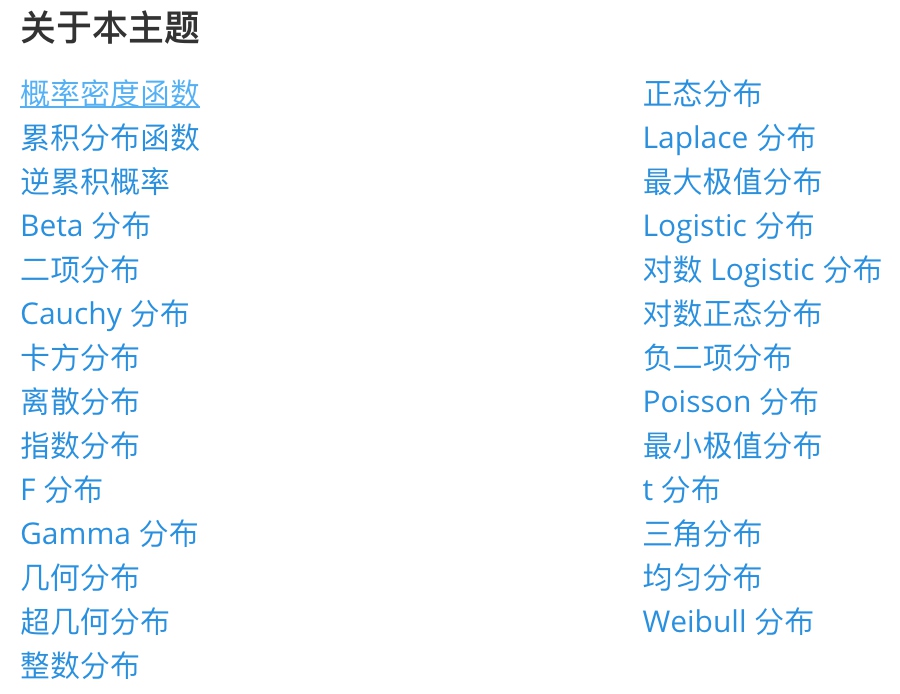 关于本主题
概率密度函数
累积分布函数
逆累积概率
Beta 分布
二项分布
Cauchy 分布
卡方分布
离散分布
指数分布
F 分布
Gamma 分布
几何分布
超几何分布
整数分布
正态分布
Laplace 分布
最大极值分布
Logistic 分布
对数 Logistic 分布
对数正态分布
负二项分布
Poisson 分布
最小极值分布
t 分布
三角分布
均匀分布
Weibull 分布